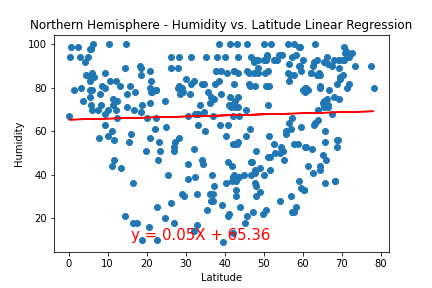 Northern Hemisphere - Humidity vs. Latitude Linear Regression
100
80
60
40
20
Humidity
y = 0.05X + 65.36
0 10 20 30 40 50 60 70 80
Latitude